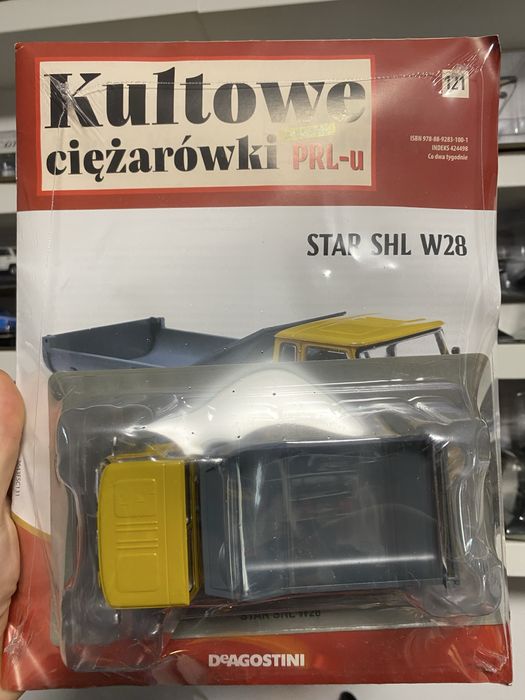 Kultowe
ciężarówki PRL-u
121
ISBN 978-88-9283-100-1
INDEKS 424498
Co dwa tygodnie
STAR SHL W28
STAR SHL W28
DeAGOSTINI